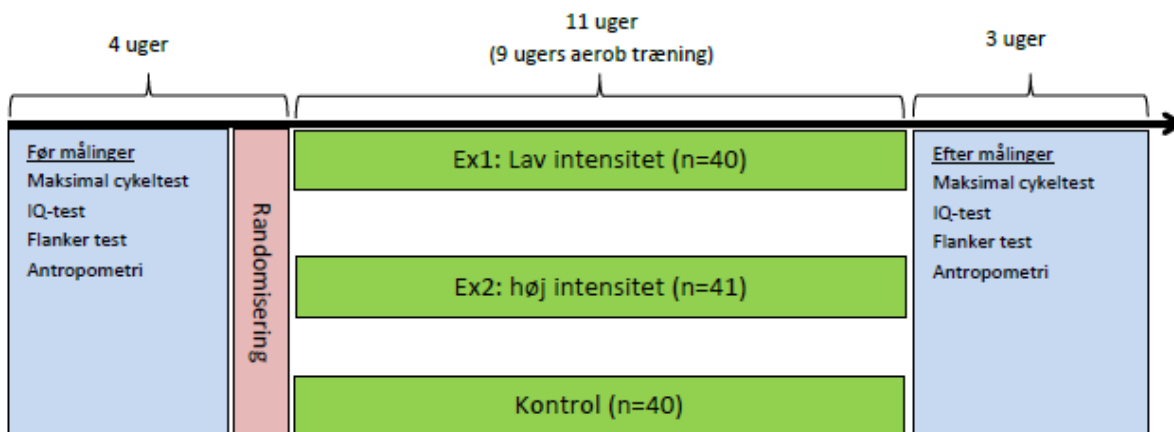 4 uger
11 uger
(9 ugers aerob træning)
3 uger
Før målinger
Maksimal cykeltest
IQ-test
Flanker test
Antropometri
Randomisering
Ex1: Lav intensitet (n=40)
Ex2: høj intensitet (n=41)
Kontrol (n=40)
Efter målinger
Maksimal cykeltest
IQ-test
Flanker test
Antropometri